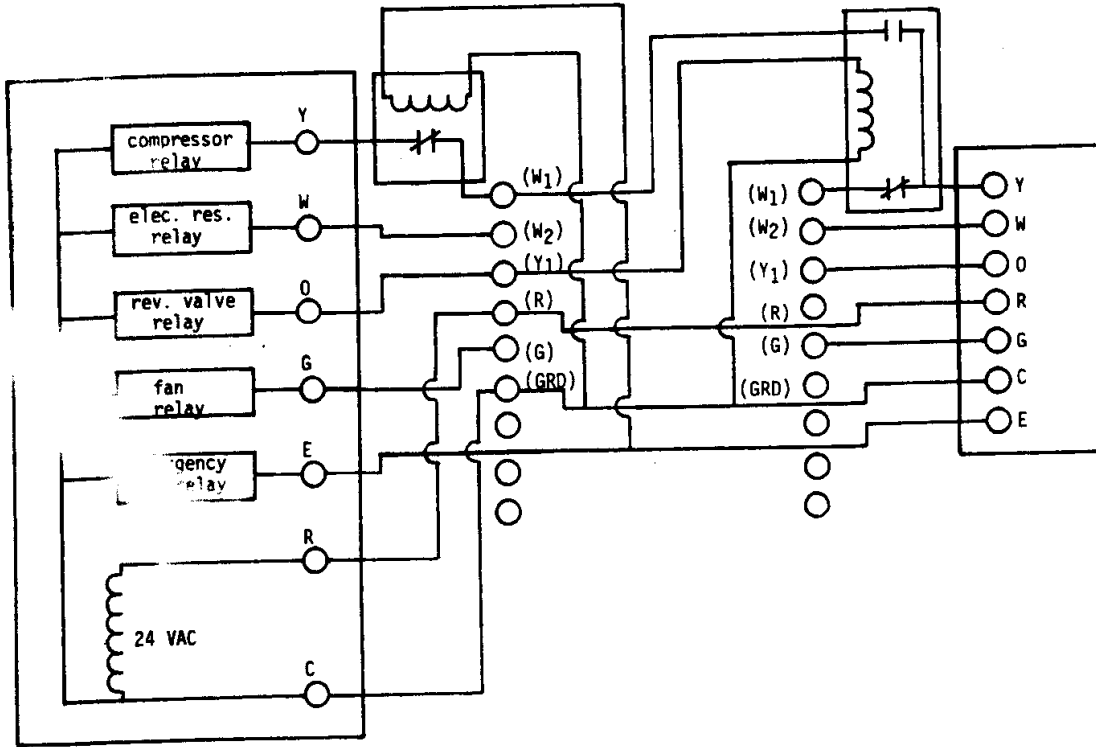 Y
compressor
relay
W
elec. res.
relay
O
rev. valve
relay
G
fan
relay
E
relay
R
24 VAC
C
(W1)
(W2)
(Y1)
(R)
(G)
(GRD)
(W1)
(W2)
(Y1)
(R)
(G)
(GRD)
Y
W
O
R
G
C
E